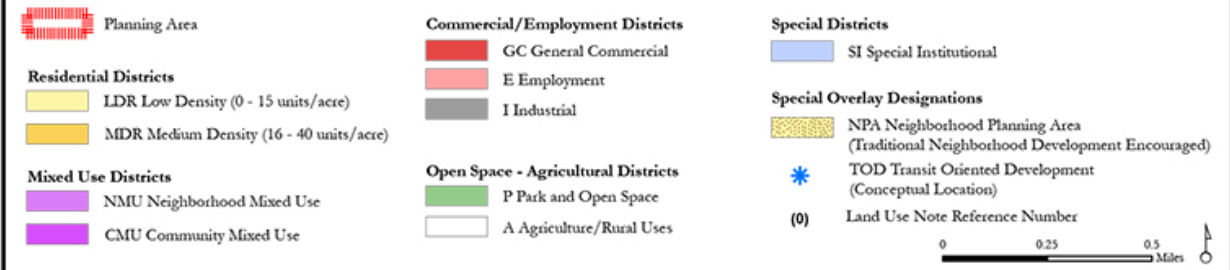 Planning Area
Residential Districts
LDR Low Density (0 - 15 units/acre)
MDR Medium Density (16 - 40 units/acre)
Mixed Use Districts
NMU Neighborhood Mixed Use
CMU Community Mixed Use
Commercial/Employment Districts
GC General Commercial
E Employment
I Industrial
Open Space - Agricultural Districts
P Park and Open Space
A Agriculture/Rural Uses
Special Districts
SI Special Institutional
Special Overlay Designations
NPA Neighborhood Planning Area
(Traditional Neighborhood Development Encouraged)
TOD Transit Oriented Development
(Conceptual Location)
(0) Land Use Note Reference Number
0 0.25 0.5
Miles